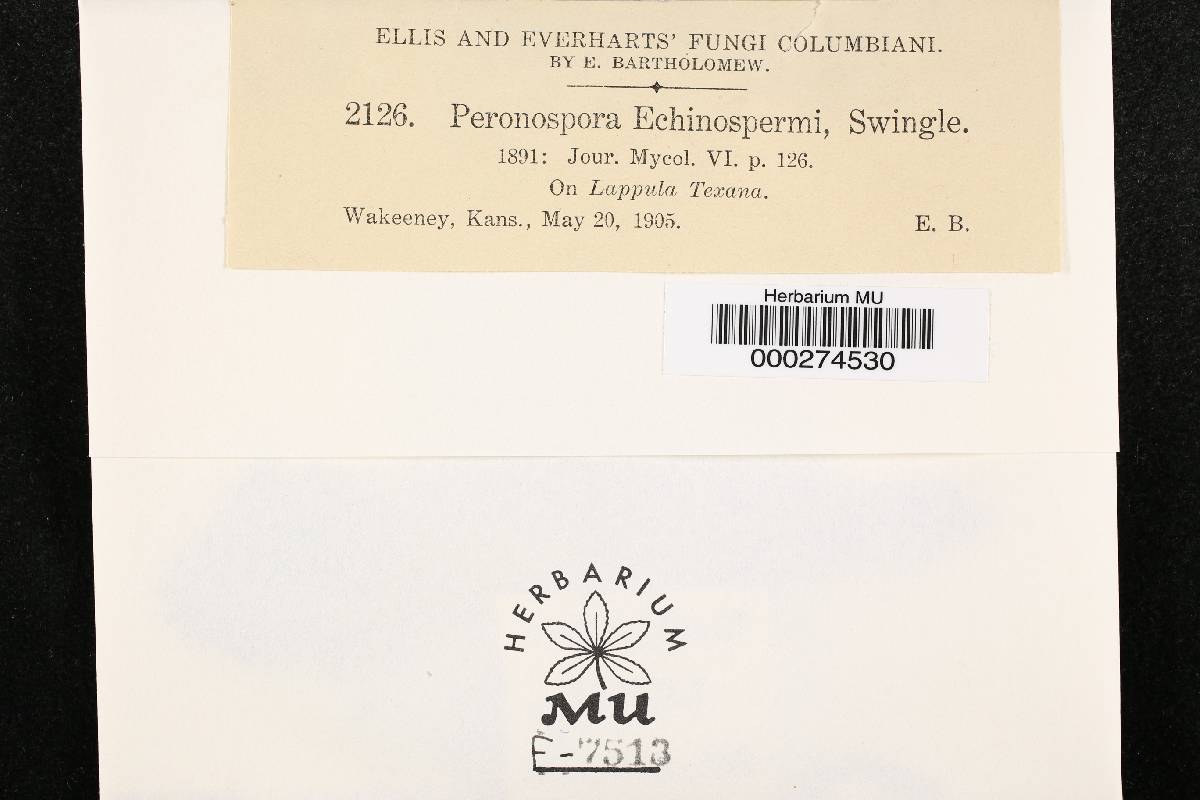 ELLIS AND EVERHARTS' FUNGI COLUMBIANI.
BY E. BARTHOLOMEW.
2126. Peronospora Echinospermi, Swingle.
1891: Jour. Mycol. VI. p. 126.
On Lappula Texana.
Wakeeney, Kans., May 20, 1905. E. B.
Herbarium MU
000274530
HERBARIUM
MU
F-7513